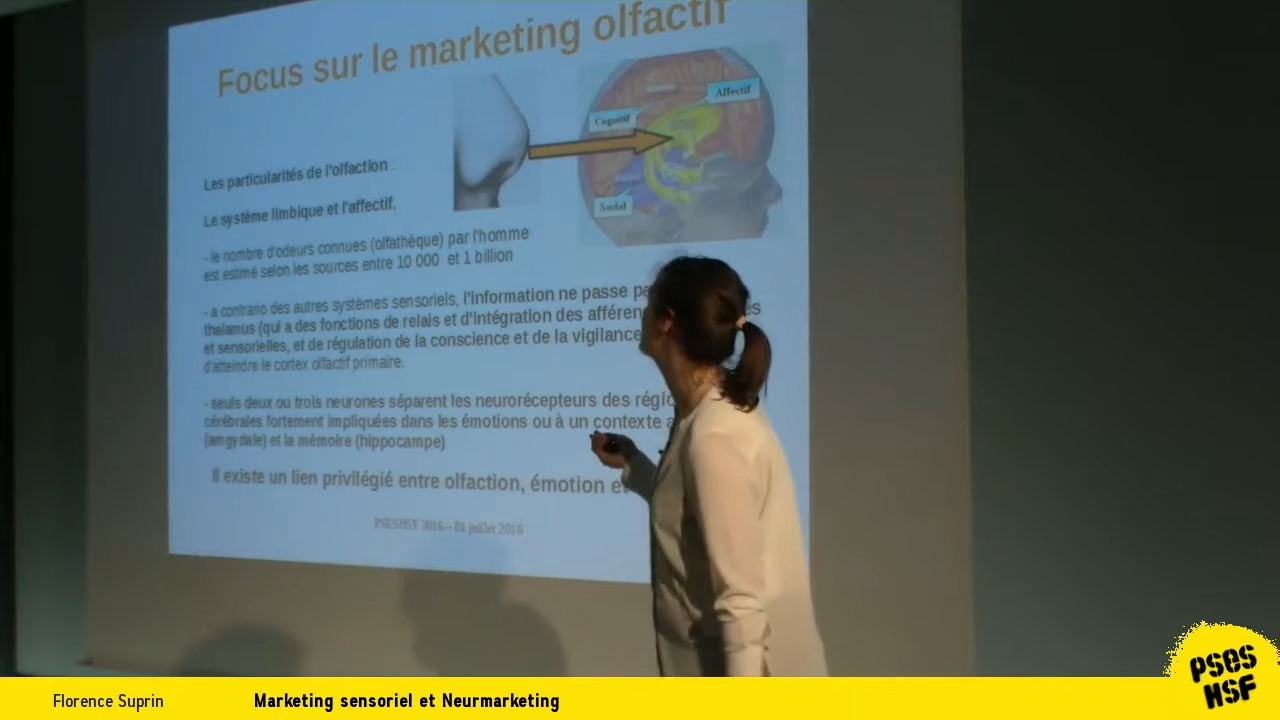 Focus sur le marketing olfactif
Affectif
Cognitif
Social
Les particularités de l'olfaction :
Le système limbique et l'affectif.
- le nombre d'odeurs connues (olfathèque) par l'homme
est estimé selon les sources entre 10 000 et 1 billion
- a contrario des autres systèmes sensoriels, l'information ne passe
thalamus (qui a des fonctions de relais et d'intégration des
et sensorielles, et de régulation de la conscience et de la vigilance
d'atteindre le cortex olfactif primaire.
- seuls deux ou trois neurones séparent les neurorécepteurs des
cérébrales fortement impliquées dans les émotions ou à un contexte
(amygdale) et la mémoire (hippocampe)
Il existe un lien privilégié entre olfaction, émotion
PSESHSF 2016 – 01 juillet 2016
Florence Suprin Marketing sensoriel et Neurmarketing
PSES
HSF